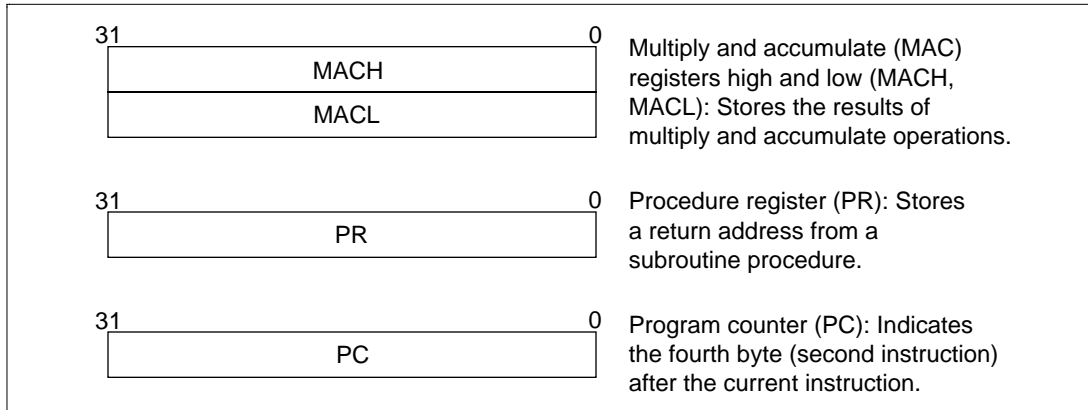 31 0
MACH
MACL
Multiply and accumulate (MAC)
registers high and low (MACH,
MACL): Stores the results of
multiply and accumulate operations.
31 0
PR
Procedure register (PR): Stores
a return address from a
subroutine procedure.
31 0
PC
Program counter (PC): Indicates
the fourth byte (second instruction)
after the current instruction.